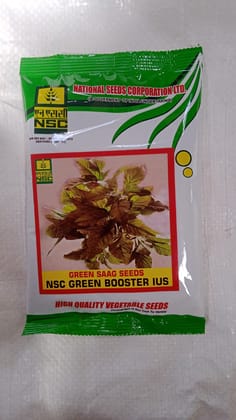 NATIONAL SEEDS CORPORATION LTD.
NSC
GREEN SAAG SEEDS
NSC GREEN BOOSTER IUS
HIGH QUALITY VEGETABLE SEEDS